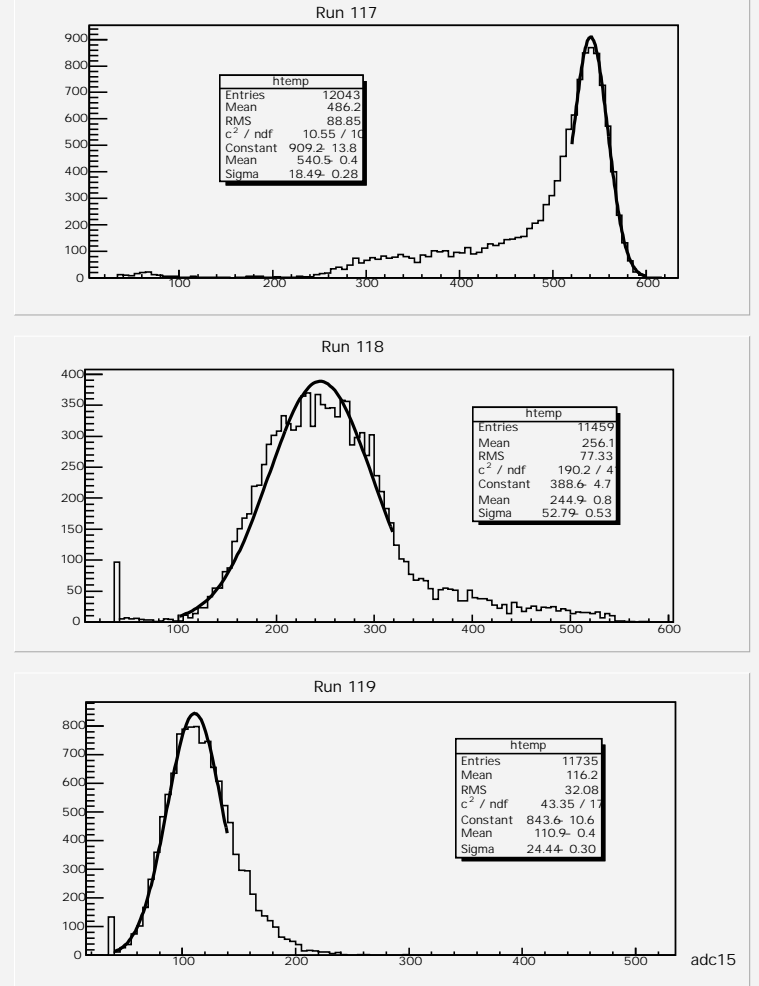 Run 117
900
800
700
600
500
400
300
200
100
0
100 200 300 400 500 600
htemp
Entries 12043
Mean 486.2
RMS 88.85
c2 / ndf 10.55 / 10
Constant 909.2 - 13.8
Mean 540.5 - 0.4
Sigma 18.49 - 0.28
Run 118
400
350
300
250
200
150
100
50
0
100 200 300 400 500 600
htemp
Entries 11459
Mean 256.1
RMS 77.33
c2 / ndf 190.2 / 4
Constant 388.6 - 4.7
Mean 244.9 - 0.8
Sigma 52.79 - 0.53
Run 119
800
700
600
500
400
300
200
100
0
100 200 300 400 500
htemp
Entries 11735
Mean 116.2
RMS 32.08
c2 / ndf 43.35 / 17
Constant 843.6 - 10.6
Mean 110.9 - 0.4
Sigma 24.44 - 0.30
adc15